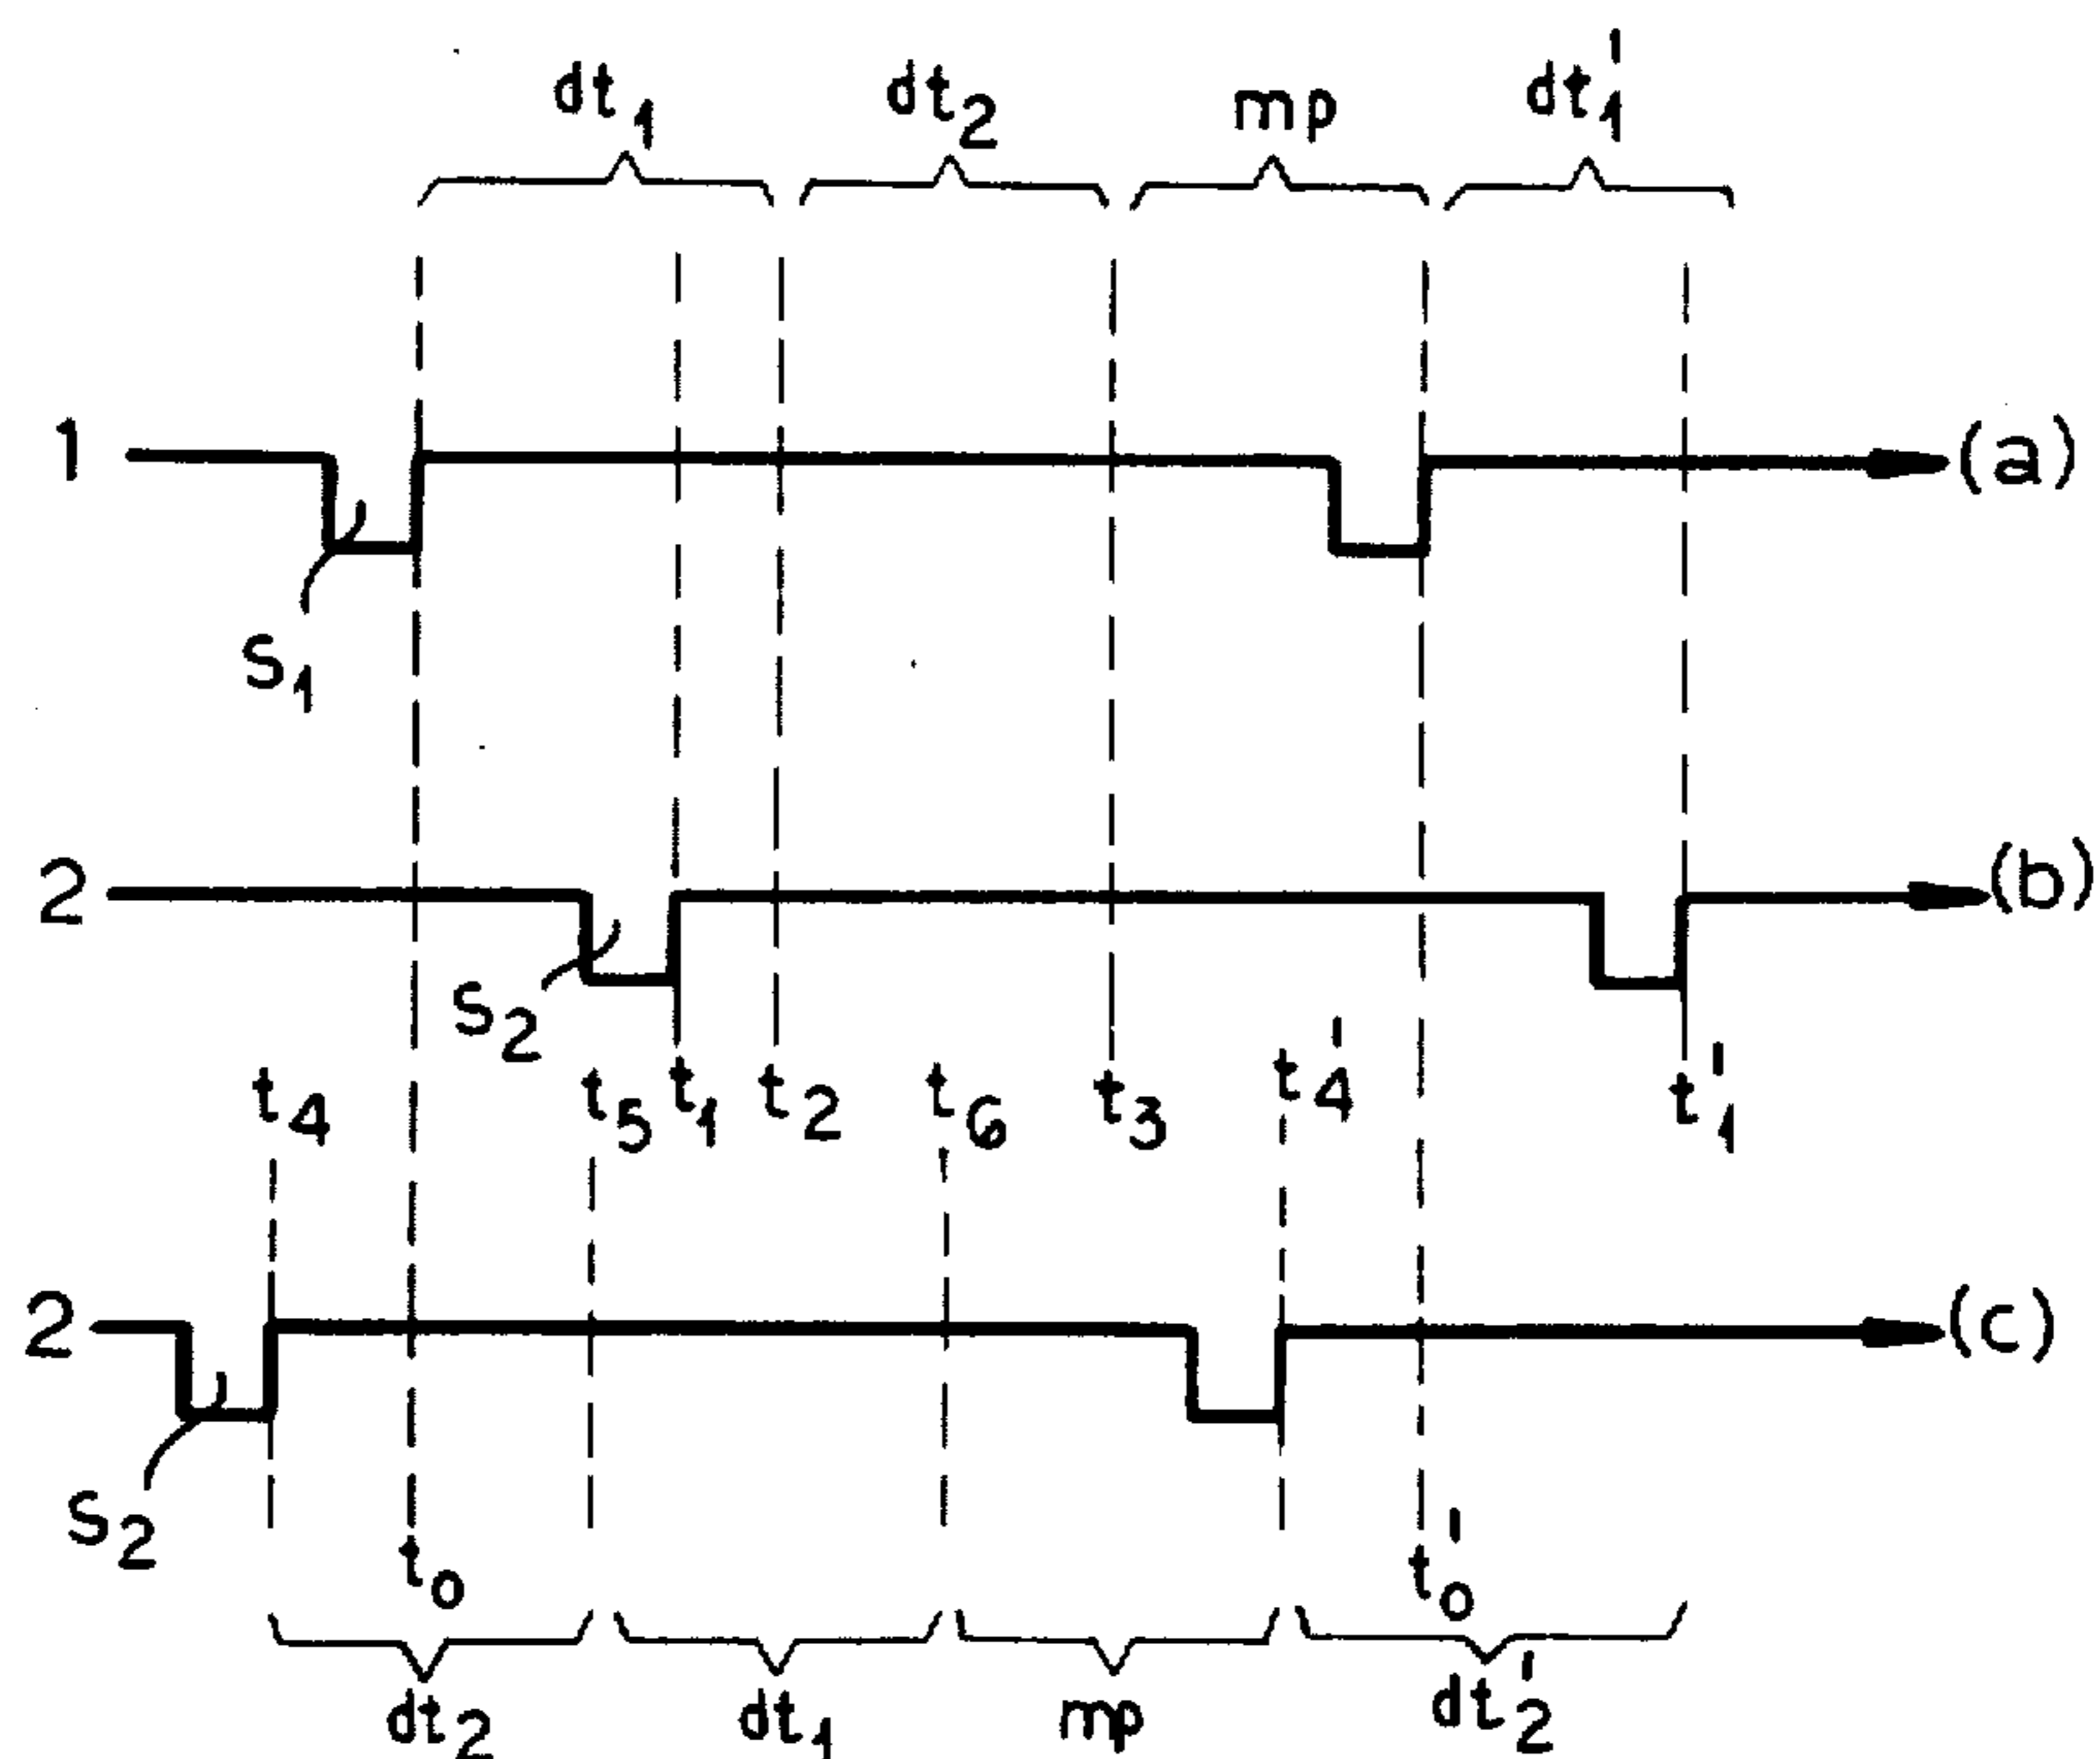 dt1 dt2 mp dt'1
1 (a)
S1
2 (b)
S2
t4 t5 t1 t2 t6 t3 t'4 t'1
2 (c)
S2
t0 t'0
dt2 dt1 mp dt'2